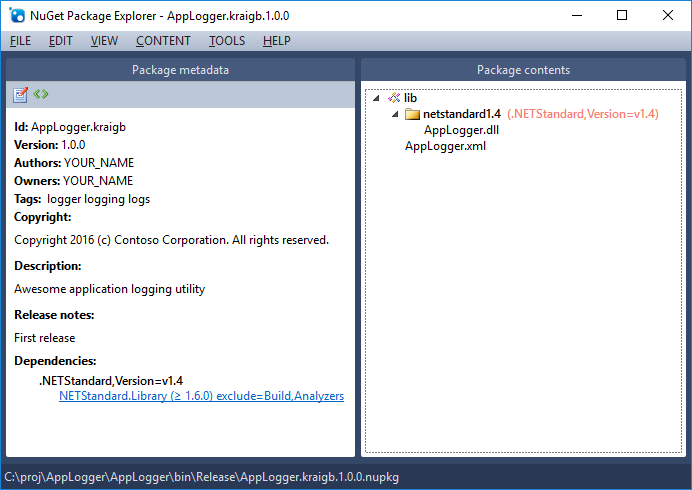 NuGet Package Explorer - AppLogger.kraigb.1.0.0
FILE EDIT VIEW CONTENT TOOLS HELP
Package metadata
Id: AppLogger.kraigb
Version: 1.0.0
Authors: YOUR_NAME
Owners: YOUR_NAME
Tags: logger logging logs
Copyright:
Copyright 2016 (c) Contoso Corporation. All rights reserved.
Description:
Awesome application logging utility
Release notes:
First release
Dependencies:
.NETStandard,Version=v1.4
NETStandard.Library (≥ 1.6.0) exclude=Build,Analyzers
Package contents
lib
netstandard1.4 (.NETStandard,Version=v1.4)
AppLogger.dll
AppLogger.xml
C:\proj\AppLogger\AppLogger\bin\Release\AppLogger.kraigb.1.0.0.nupkg